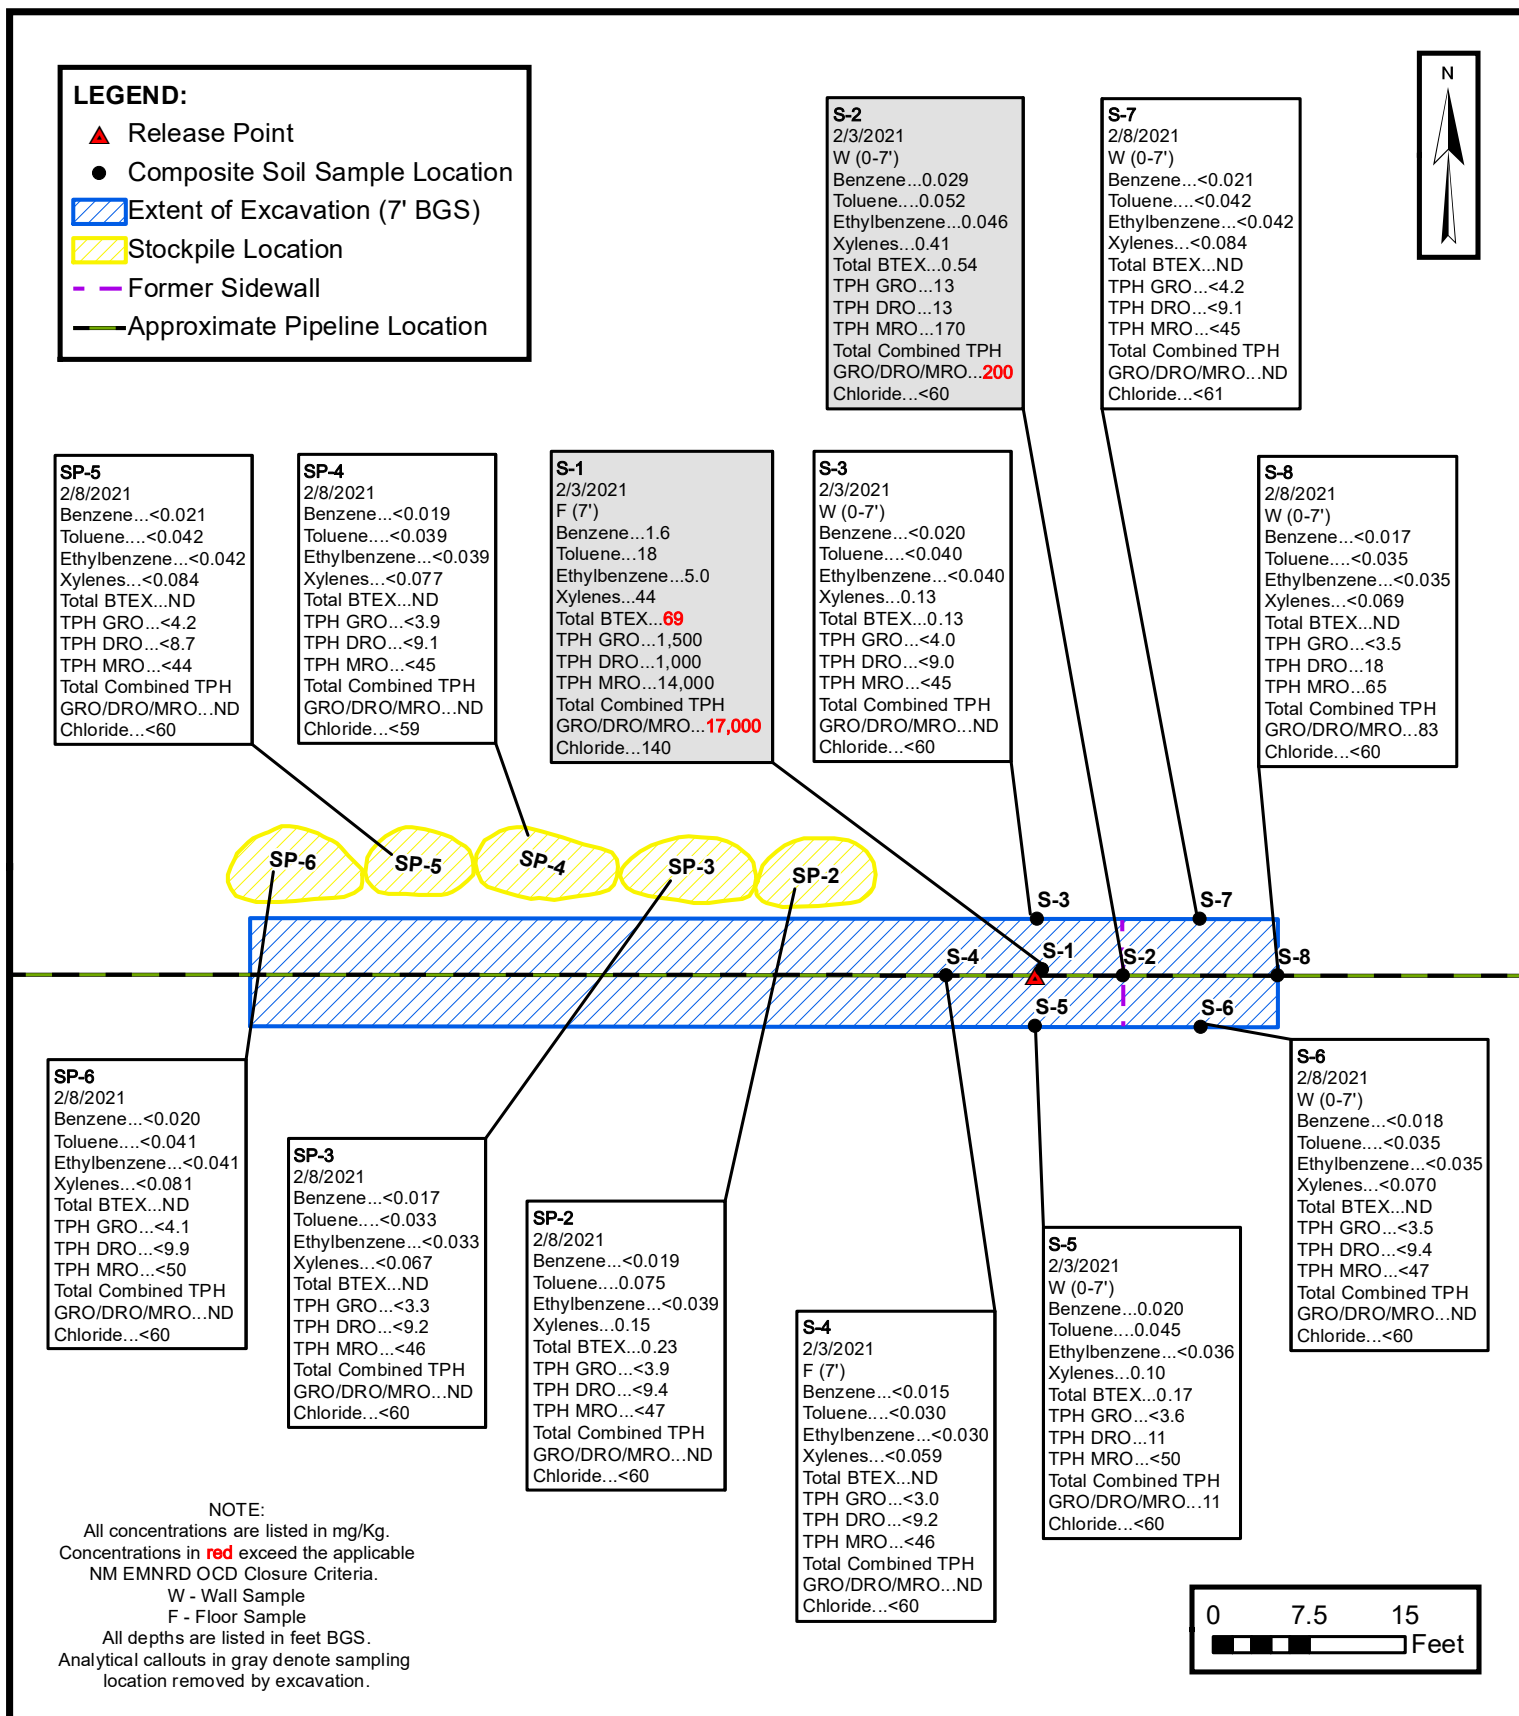 LEGEND:
Release Point
Composite Soil Sample Location
Extent of Excavation (7' BGS)
Stockpile Location
Former Sidewall
Approximate Pipeline Location
N
S-2
2/3/2021
W (0-7')
Benzene...0.029
Toluene....0.052
Ethylbenzene...0.046
Xylenes...0.41
Total BTEX...0.54
TPH GRO...13
TPH DRO...13
TPH MRO...170
Total Combined TPH
GRO/DRO/MRO...200
Chloride...<60
S-7
2/8/2021
W (0-7')
Benzene...<0.021
Toluene....<0.042
Ethylbenzene...<0.042
Xylenes...<0.084
Total BTEX...ND
TPH GRO...<4.2
TPH DRO...<9.1
TPH MRO...<45
Total Combined TPH
GRO/DRO/MRO...ND
Chloride...<61
SP-5
2/8/2021
Benzene...<0.021
Toluene....<0.042
Ethylbenzene...<0.042
Xylenes...<0.084
Total BTEX...ND
TPH GRO...<4.2
TPH DRO...<8.7
TPH MRO...<44
Total Combined TPH
GRO/DRO/MRO...ND
Chloride...<60
SP-4
2/8/2021
Benzene...<0.019
Toluene....<0.039
Ethylbenzene...<0.039
Xylenes...<0.077
Total BTEX...ND
TPH GRO...<3.9
TPH DRO...<9.1
TPH MRO...<45
Total Combined TPH
GRO/DRO/MRO...ND
Chloride...<59
S-1
2/3/2021
F (7')
Benzene...1.6
Toluene...18
Ethylbenzene...5.0
Xylenes...44
Total BTEX...69
TPH GRO...1,500
TPH DRO...1,000
TPH MRO...14,000
Total Combined TPH
GRO/DRO/MRO...17,000
Chloride...140
S-3
2/3/2021
W (0-7')
Benzene...<0.020
Toluene....<0.040
Ethylbenzene...<0.040
Xylenes...0.13
Total BTEX...0.13
TPH GRO...<4.0
TPH DRO...<9.0
TPH MRO...<45
Total Combined TPH
GRO/DRO/MRO...ND
Chloride...<60
S-8
2/8/2021
W (0-7')
Benzene...<0.017
Toluene....<0.035
Ethylbenzene...<0.035
Xylenes...<0.069
Total BTEX...ND
TPH GRO...<3.5
TPH DRO...18
TPH MRO...65
Total Combined TPH
GRO/DRO/MRO...83
Chloride...<60
SP-6
SP-5
SP-4
SP-3
SP-2
S-3
S-7
S-4
S-1
S-2
S-8
S-5
S-6
SP-6
2/8/2021
Benzene...<0.020
Toluene....<0.041
Ethylbenzene...<0.041
Xylenes...<0.081
Total BTEX...ND
TPH GRO...<4.1
TPH DRO...<9.9
TPH MRO...<50
Total Combined TPH
GRO/DRO/MRO...ND
Chloride...<60
SP-3
2/8/2021
Benzene...<0.017
Toluene....<0.033
Ethylbenzene...<0.033
Xylenes...<0.067
Total BTEX...ND
TPH GRO...<3.3
TPH DRO...<9.2
TPH MRO...<46
Total Combined TPH
GRO/DRO/MRO...ND
Chloride...<60
SP-2
2/8/2021
Benzene...<0.019
Toluene....0.075
Ethylbenzene...<0.039
Xylenes...0.15
Total BTEX...0.23
TPH GRO...<3.9
TPH DRO...<9.4
TPH MRO...<47
Total Combined TPH
GRO/DRO/MRO...ND
Chloride...<60
S-4
2/3/2021
F (7')
Benzene...<0.015
Toluene....<0.030
Ethylbenzene...<0.030
Xylenes...<0.059
Total BTEX...ND
TPH GRO...<3.0
TPH DRO...<9.2
TPH MRO...<46
Total Combined TPH
GRO/DRO/MRO...ND
Chloride...<60
S-5
2/3/2021
W (0-7')
Benzene...0.020
Toluene....0.045
Ethylbenzene...<0.036
Xylenes...0.10
Total BTEX...0.17
TPH GRO...<3.6
TPH DRO...11
TPH MRO...<50
Total Combined TPH
GRO/DRO/MRO...11
Chloride...<60
S-6
2/8/2021
W (0-7')
Benzene...<0.018
Toluene....<0.035
Ethylbenzene...<0.035
Xylenes...<0.070
Total BTEX...ND
TPH GRO...<3.5
TPH DRO...<9.4
TPH MRO...<47
Total Combined TPH
GRO/DRO/MRO...ND
Chloride...<60
NOTE:
All concentrations are listed in mg/Kg.
Concentrations in red exceed the applicable
NM EMNRD OCD Closure Criteria.
W - Wall Sample
F - Floor Sample
All depths are listed in feet BGS.
Analytical callouts in gray denote sampling
location removed by excavation.
0 7.5 15
Feet